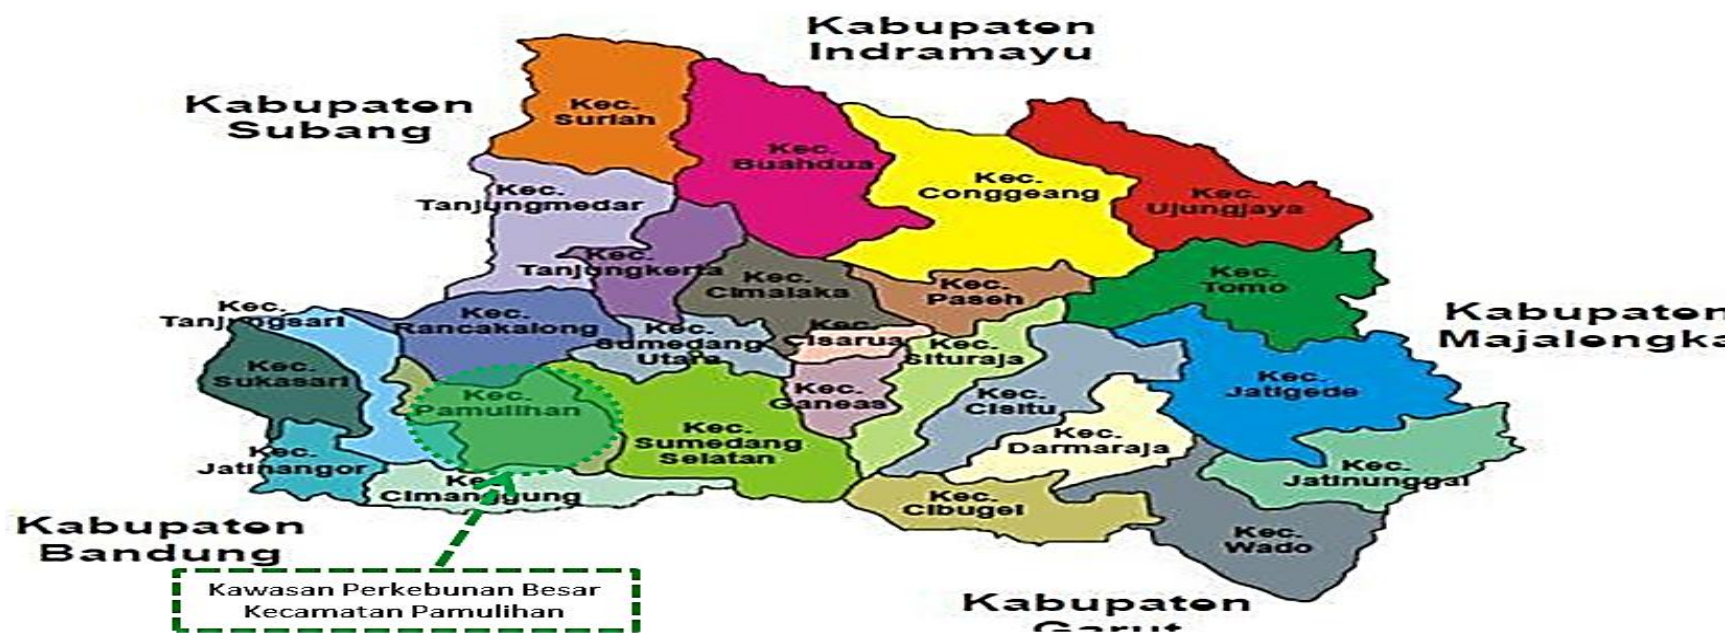 Kabupaten
Indramayu
Kabupaten
Subang
Kec.
Suriah
Kec.
Buahdua
Kec.
Conggeang
Kec.
Ujungjaya
Kec.
Tanjungmedar
Kec.
Tanjungkerta
Kec.
Cimalaka
Kec.
Paseh
Kec.
Tomo
Kabupaten
Majalengka
Kec.
Tanjungsari
Kec.
Rancakalong
Kec.
Sumedang
Utara
Kec.
Cisarua
Kec.
Situraja
Kec.
Sukasari
Kec.
Pamulihan
Kec.
Ganeas
Kec.
Cisitu
Kec.
Jatigede
Kec.
Sumedang
Selatan
Kec.
Darmaraja
Kec.
Jatinangor
Kec.
Cimanggung
Kec.
Cibugel
Kec.
Jatinunggal
Kec.
Wado
Kabupaten
Bandung
Kawasan Perkebunan Besar
Kecamatan Pamulihan
Kabupaten
Garut